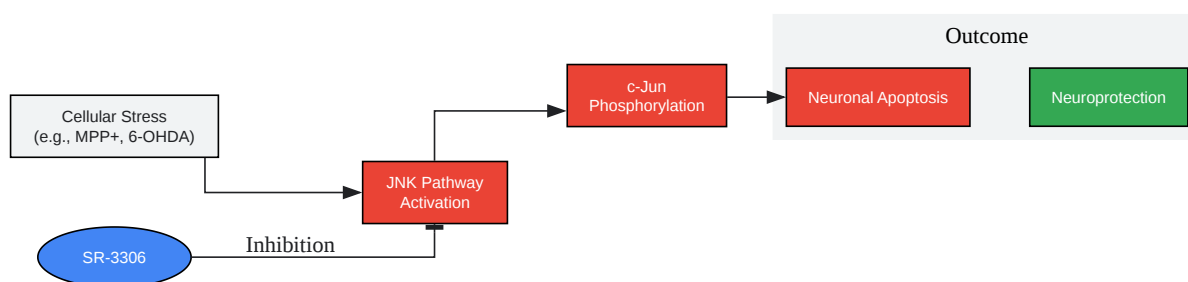 Outcome
c-Jun
Phosphorylation
Neuronal Apoptosis
Neuroprotection
Cellular Stress
(e.g., MPP+, 6-OHDA)
JNK Pathway
Activation
Inhibition
SR-3306